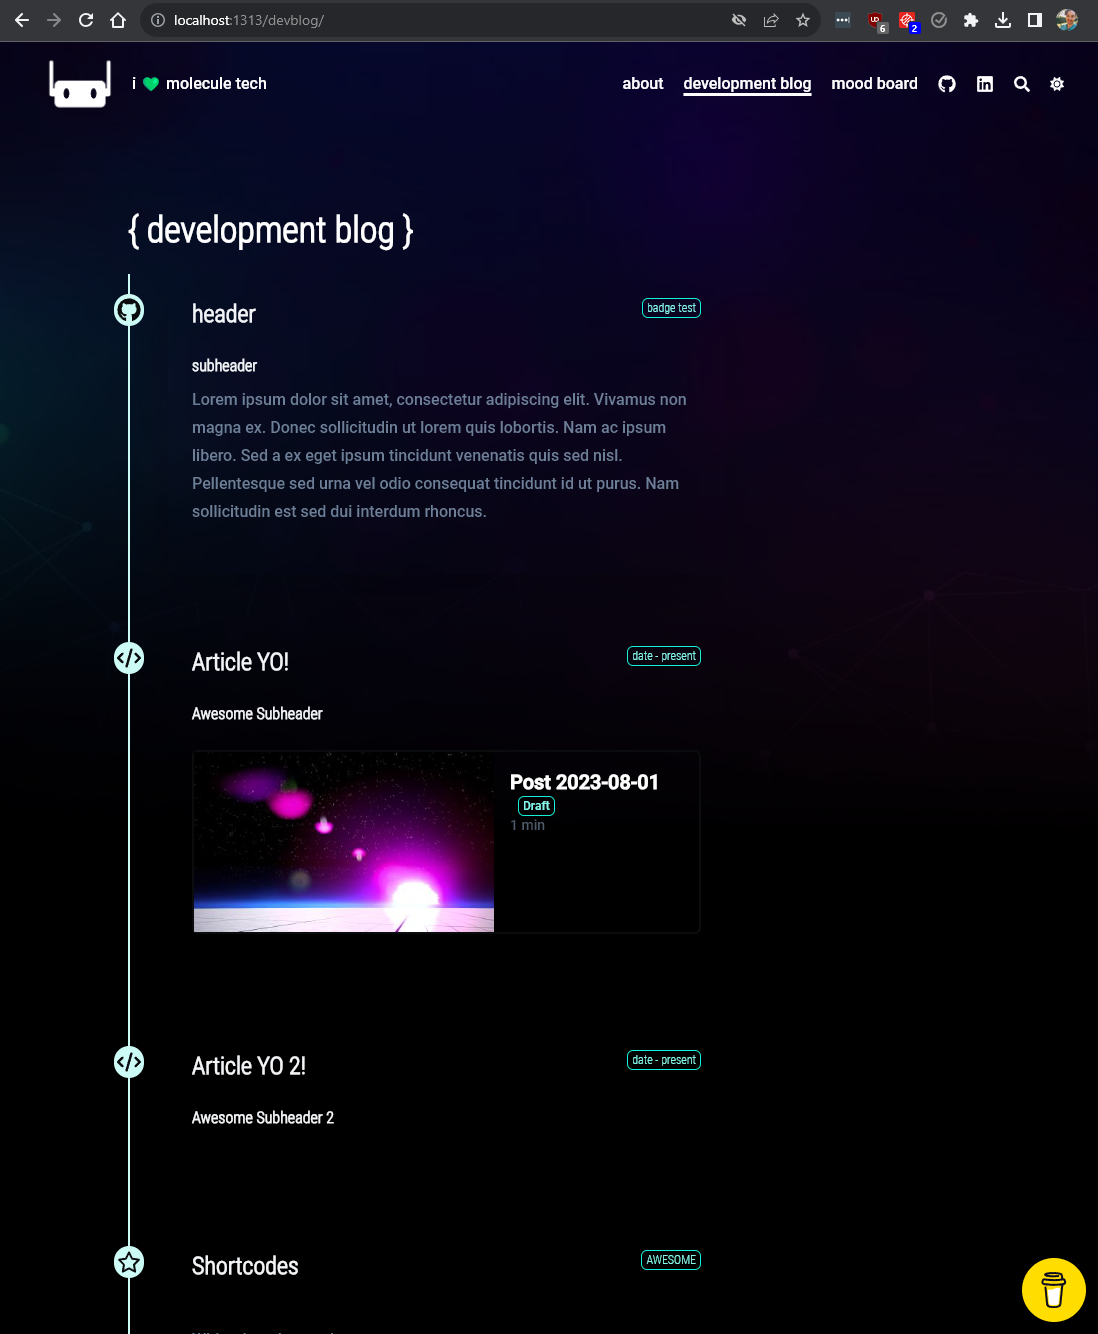 localhost:1313/devblog/
6
2
i molecule tech
about development blog mood board
{ development blog }
header
badge test
subheader
Lorem ipsum dolor sit amet, consectetur adipiscing elit. Vivamus non
magna ex. Donec sollicitudin ut lorem quis lobortis. Nam ac ipsum
libero. Sed a ex eget ipsum tincidunt venenatis quis sed nisl.
Pellentesque sed urna vel odio consequat tincidunt id ut purus. Nam
sollicitudin est sed dui interdum rhoncus.
Article YO!
date - present
Awesome Subheader
Post 2023-08-01
Draft
1 min
Article YO 2!
date - present
Awesome Subheader 2
Shortcodes
AWESOME